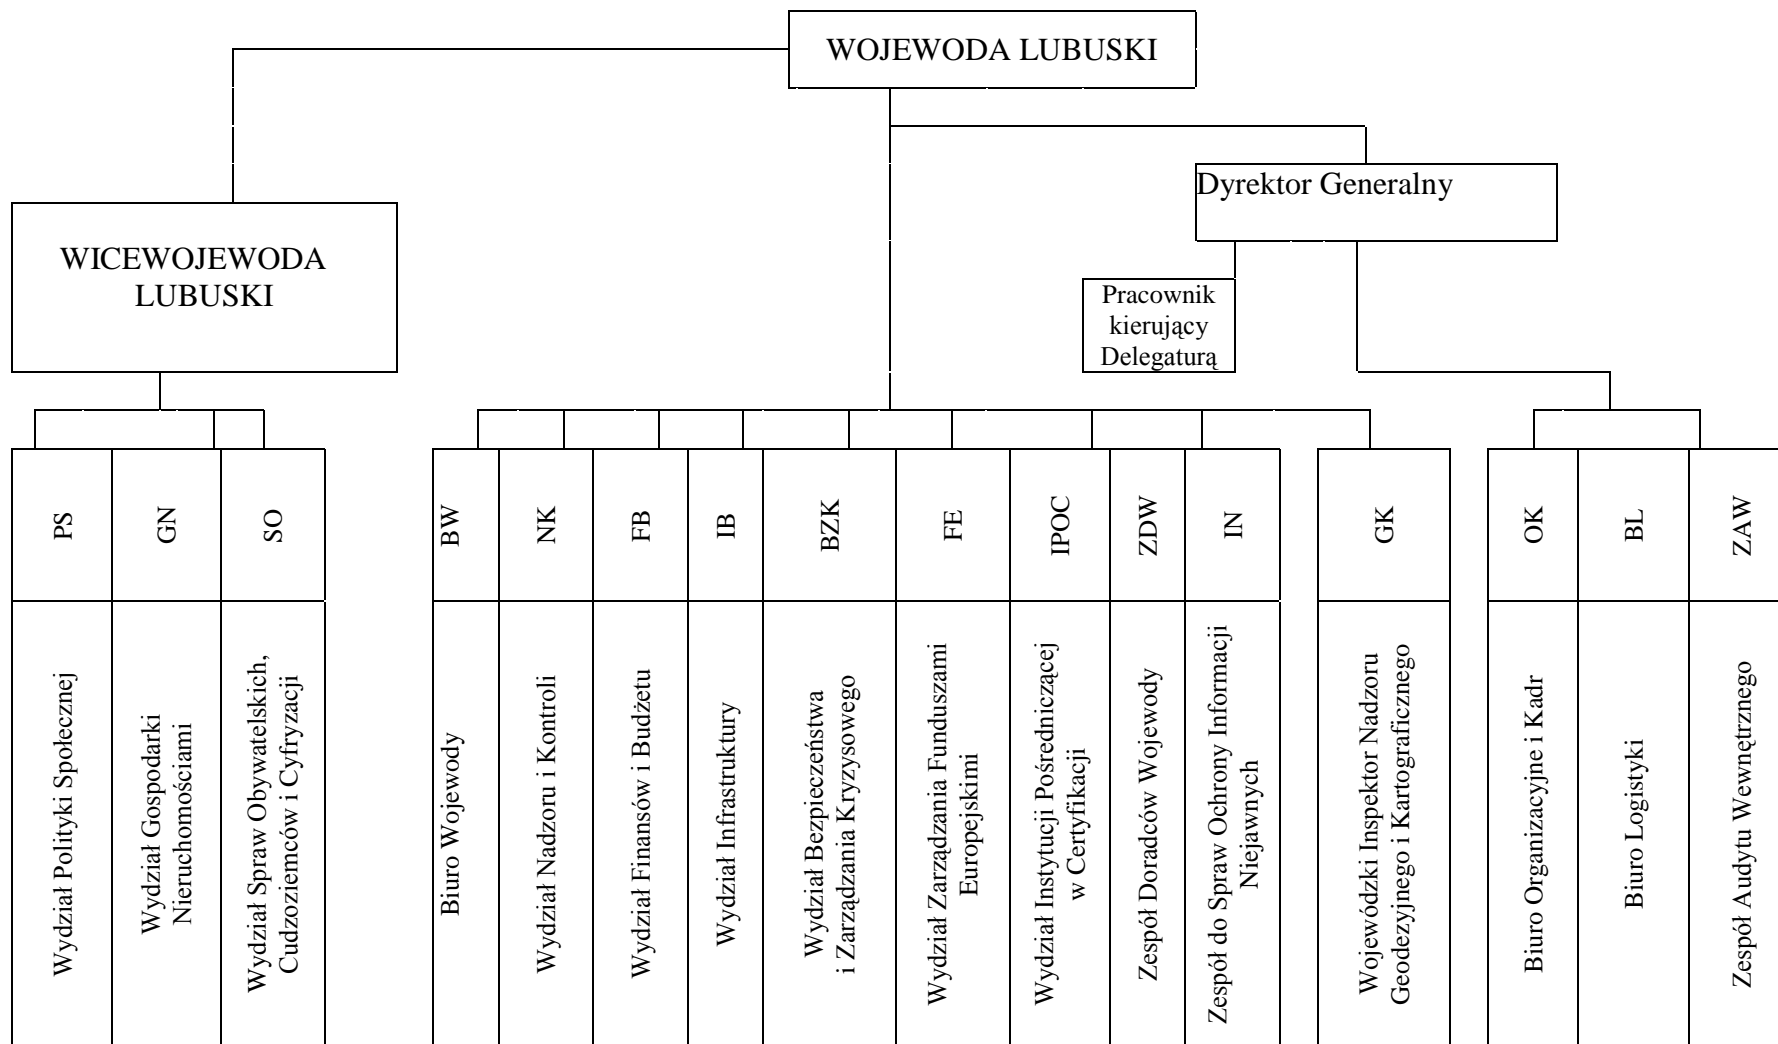 WOJEWODA LUBUSKI
Dyrektor Generalny
WICEWOJEWODA
LUBUSKI
Pracownik
kierujący
Delegaturą
PS
GN
SO
BW
NK
FB
IB
BZK
FE
IPOC
ZDW
IN
GK
OK
BL
ZAW
Wydział Polityki Społecznej
Wydział Gospodarki
Nieruchomościami
Wydział Spraw Obywatelskich,
Cudzoziemców i Cyfryzacji
Biuro Wojewody
Wydział Nadzoru i Kontroli
Wydział Finansów i Budżetu
Wydział Infrastruktury
Wydział Bezpieczeństwa
i Zarządzania Kryzysowego
Wydział Zarządzania Funduszami
Europejskimi
Wydział Instytucji Pośredniczącej
w Certyfikacji
Zespół Doradców Wojewody
Zespół do Spraw Ochrony Informacji
Niejawnych
Wojewódzki Inspektor Nadzoru
Geodezyjnego i Kartograficznego
Biuro Organizacyjne i Kadr
Biuro Logistyki
Zespół Audytu Wewnętrznego